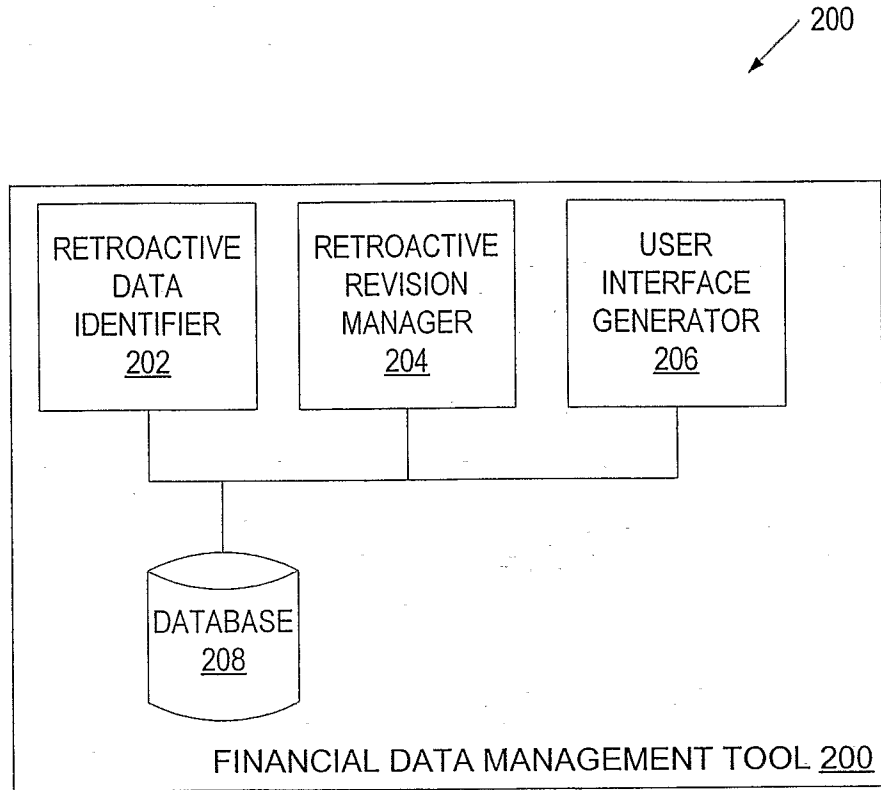 200
RETROACTIVE
DATA
IDENTIFIER
202
RETROACTIVE
REVISION
MANAGER
204
USER
INTERFACE
GENERATOR
206
DATABASE
208
FINANCIAL DATA MANAGEMENT TOOL 200